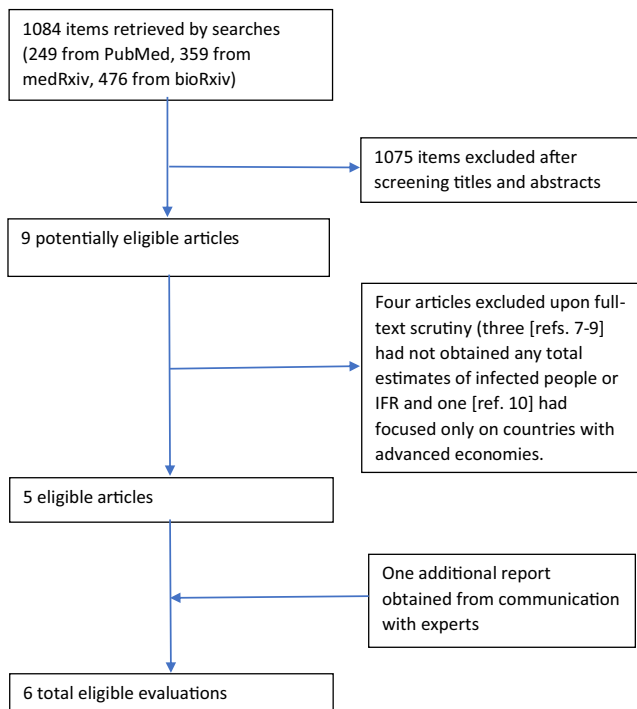 1084 items retrieved by searches
(249 from PubMed, 359 from
medRxiv, 476 from bioRxiv)
1075 items excluded after
screening titles and abstracts
9 potentially eligible articles
Four articles excluded upon full-
text scrutiny (three [refs. 7-9]
had not obtained any total
estimates of infected people or
IFR and one [ref. 10] had
focused only on countries with
advanced economies.
5 eligible articles
One additional report
obtained from communication
with experts
6 total eligible evaluations